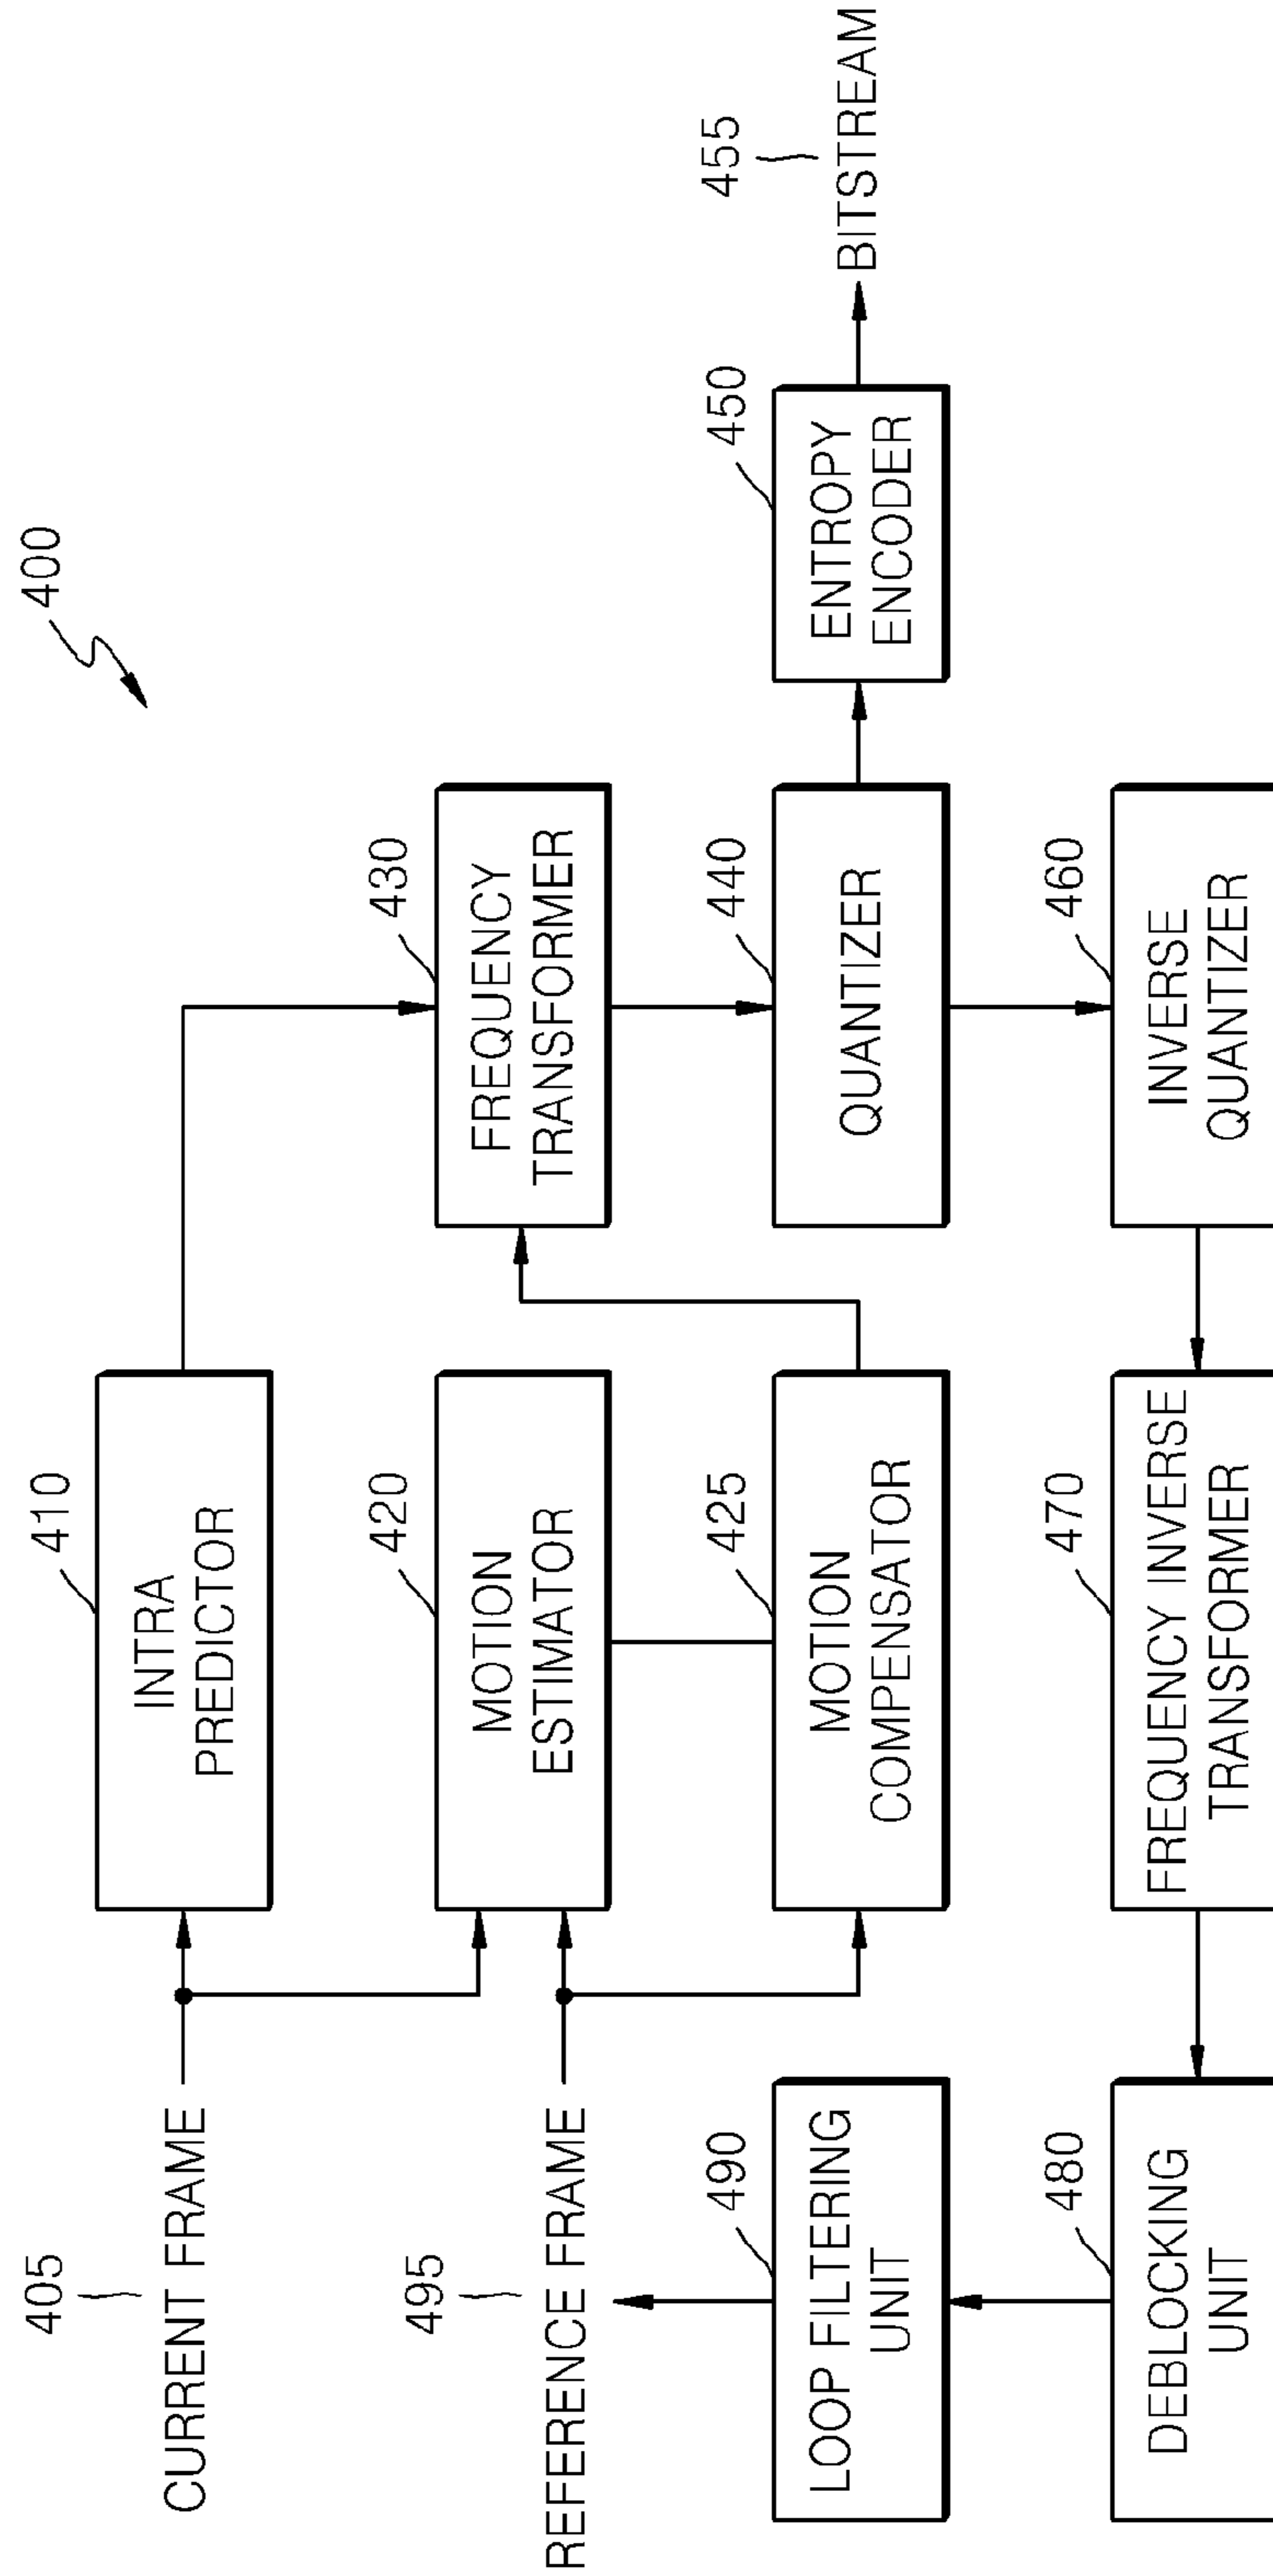 400
405
CURRENT FRAME
410
INTRA
PREDICTOR
495
REFERENCE FRAME
420
MOTION
ESTIMATOR
430
FREQUENCY
TRANSFORMER
490
LOOP FILTERING
UNIT
425
MOTION
COMPENSATOR
440
QUANTIZER
450
ENTROPY
ENCODER
455
BITSTREAM
480
DEBLOCKING
UNIT
470
FREQUENCY INVERSE
TRANSFORMER
460
INVERSE
QUANTIZER